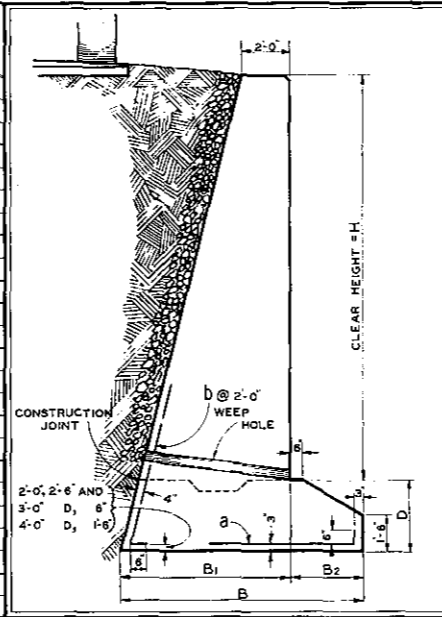 2'-0"
CLEAR HEIGHT = H
b @ 2'-0"
WEEP
HOLE
CONSTRUCTION
JOINT
6"
4"
3"
2'-0", 2'-6" AND
3'-0" D, 6"
4'-0" D, 1'-6"
a
3"
6"
1'-6"
D
6"
B1
B2
B